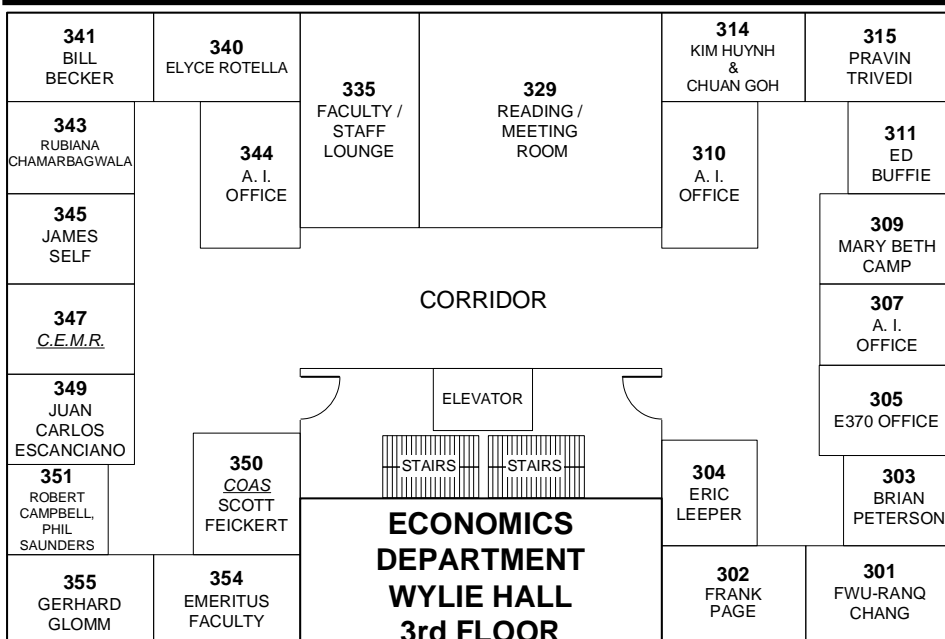 341
BILL
BECKER
340
ELYCE ROTELLA
335
FACULTY /
STAFF
LOUNGE
329
READING /
MEETING
ROOM
314
KIM HUYNH
&
CHUAN GOH
315
PRAVIN
TRIVEDI
343
RUBIANA
CHAMARBAGWALA
344
A. I.
OFFICE
310
A. I.
OFFICE
311
ED
BUFFIE
345
JAMES
SELF
309
MARY BETH
CAMP
CORRIDOR
347
C.E.M.R.
307
A. I.
OFFICE
349
JUAN
CARLOS
ESCANCIANO
ELEVATOR
305
E370 OFFICE
351
ROBERT
CAMPBELL,
PHIL
SAUNDERS
350
COAS
SCOTT
FEICKERT
STAIRS
STAIRS
304
ERIC
LEEPER
303
BRIAN
PETERSON
ECONOMICS
DEPARTMENT
WYLIE HALL
3rd FLOOR
355
GERHARD
GLOMM
354
EMERITUS
FACULTY
302
FRANK
PAGE
301
FWU-RANQ
CHANG